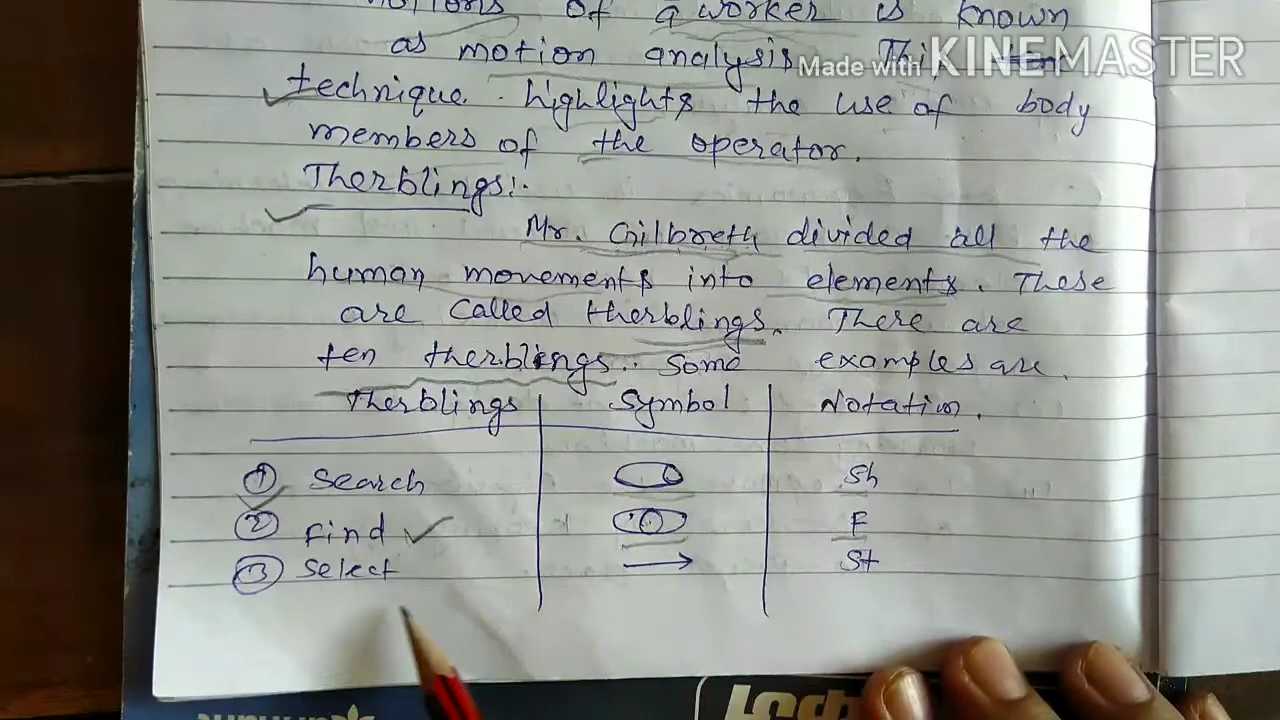 motions of a worker is known
as motion analysis. This
Made with KINEMASTER
technique. highlights the use of body
members of the operator.
Therblings:-
Mr. Gilbreth divided all the
human movements into elements. These
are called therblings. There are
ten therblings. Some examples are.
Therblings Symbol Notation.
① Search Sh
② Find F
③ Select St